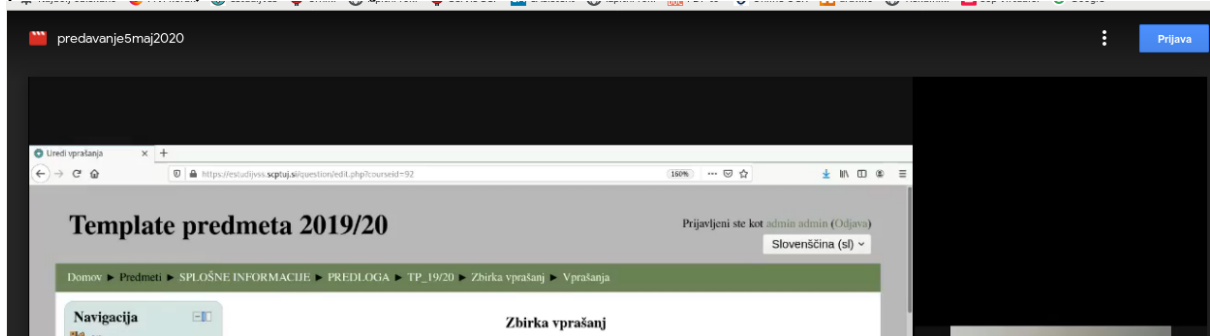 predavanje5maj2020
Prijava
Uredi vprašanja
https://estudijvss.scptuj.si/question/edit.php?courseid=92
160%
Template predmeta 2019/20
Prijavljeni ste kot admin admin (Odjava)
Slovenščina (sl)
Domov ► Predmeti ► SPLOŠNE INFORMACIJE ► PREDLOGA ► TP_19/20 ► Zbirka vprašanj ► Vprašanja
Navigacija
Zbirka vprašanj